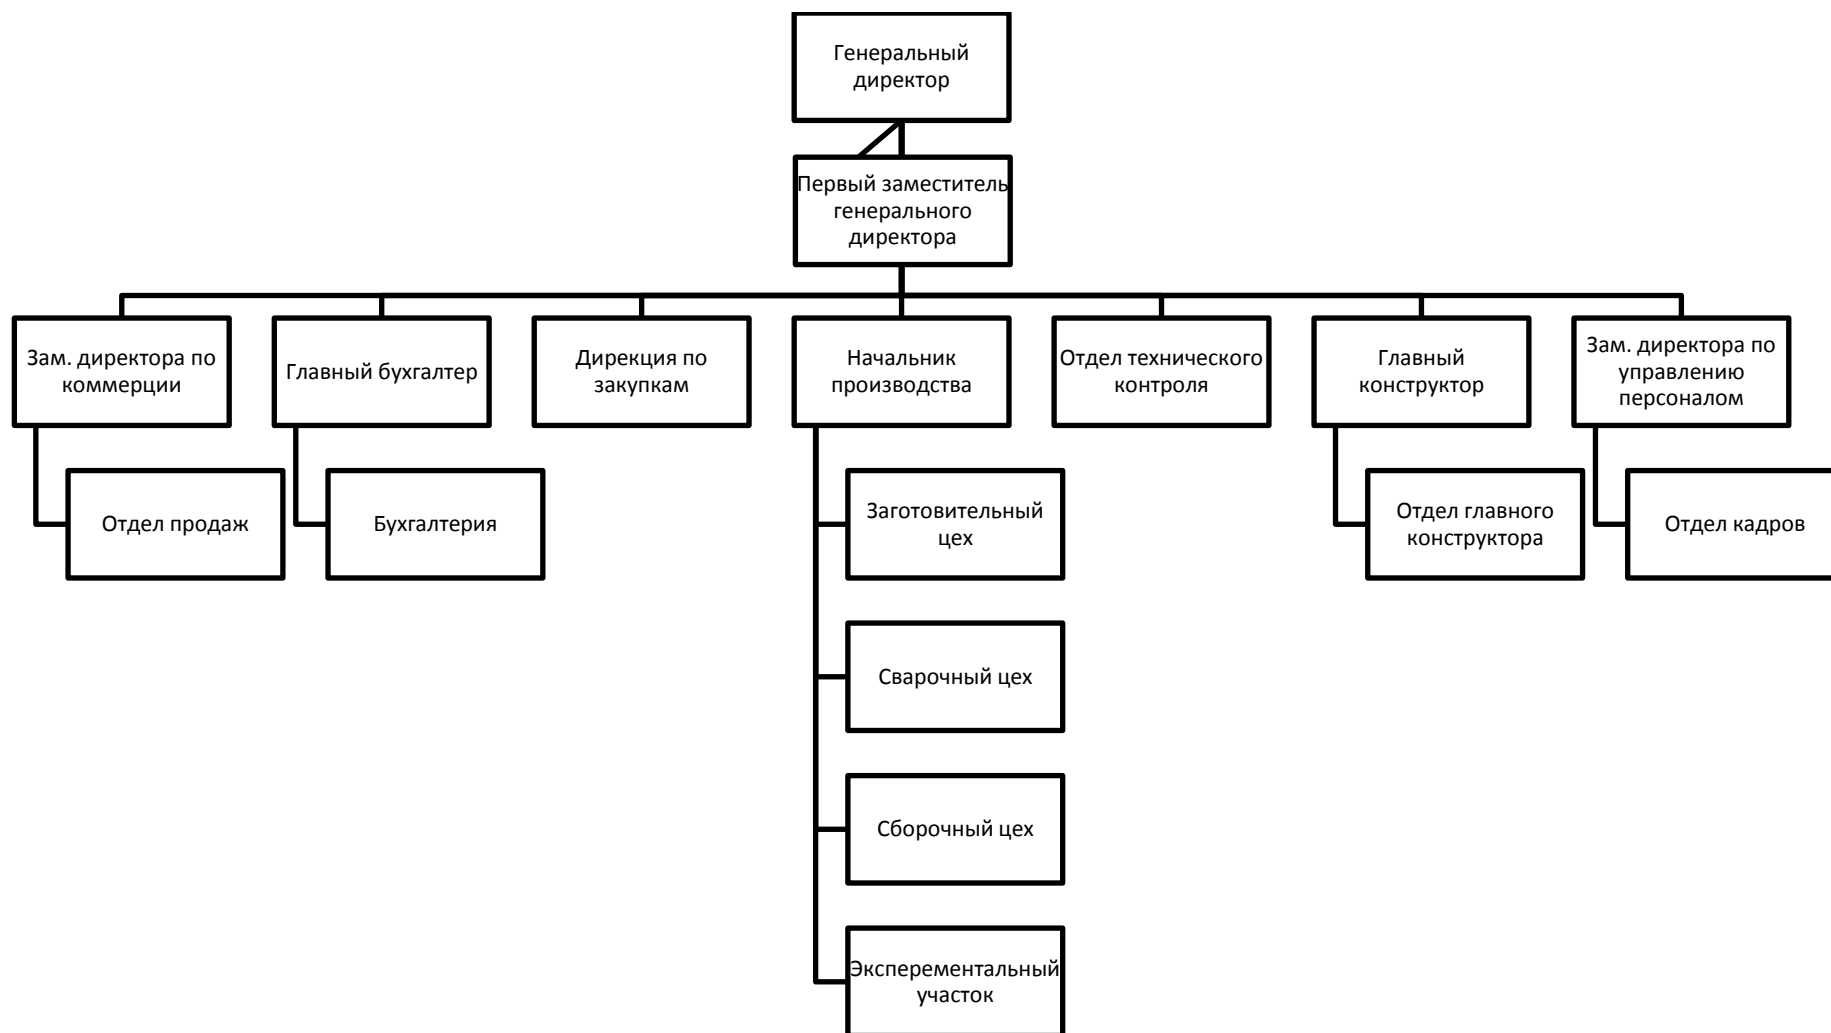 Генеральный
директор
Первый заместитель
генерального
директора
Зам. директора по
коммерции
Главный бухгалтер
Дирекция по
закупкам
Начальник
производства
Отдел технического
контроля
Главный
конструктор
Зам. директора по
управлению
персоналом
Отдел продаж
Бухгалтерия
Заготовительный
цех
Отдел главного
конструктора
Отдел кадров
Сварочный цех
Сборочный цех
Эксперементальный
участок